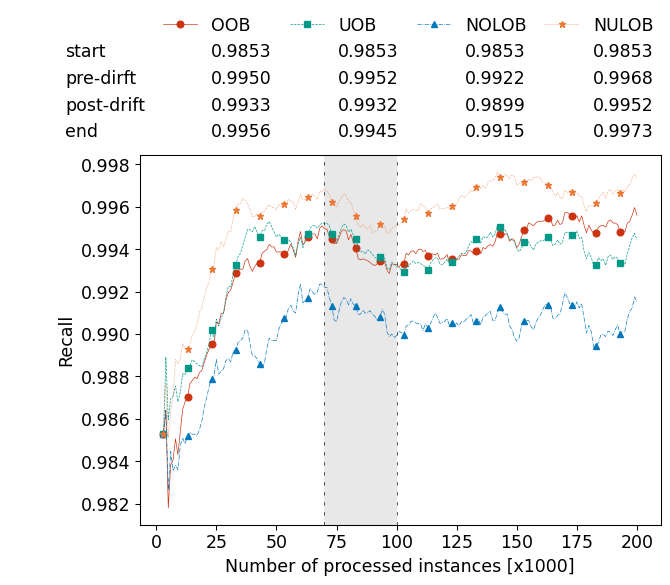 OOB UOB NOLOB NULOB
start 0.9853 0.9853 0.9853 0.9853
pre-dirft 0.9950 0.9952 0.9922 0.9968
post-drift 0.9933 0.9932 0.9899 0.9952
end 0.9956 0.9945 0.9915 0.9973
0.998
0.996
0.994
0.992
0.990
0.988
0.986
0.984
0.982
Recall
0 25 50 75 100 125 150 175 200
Number of processed instances [x1000]